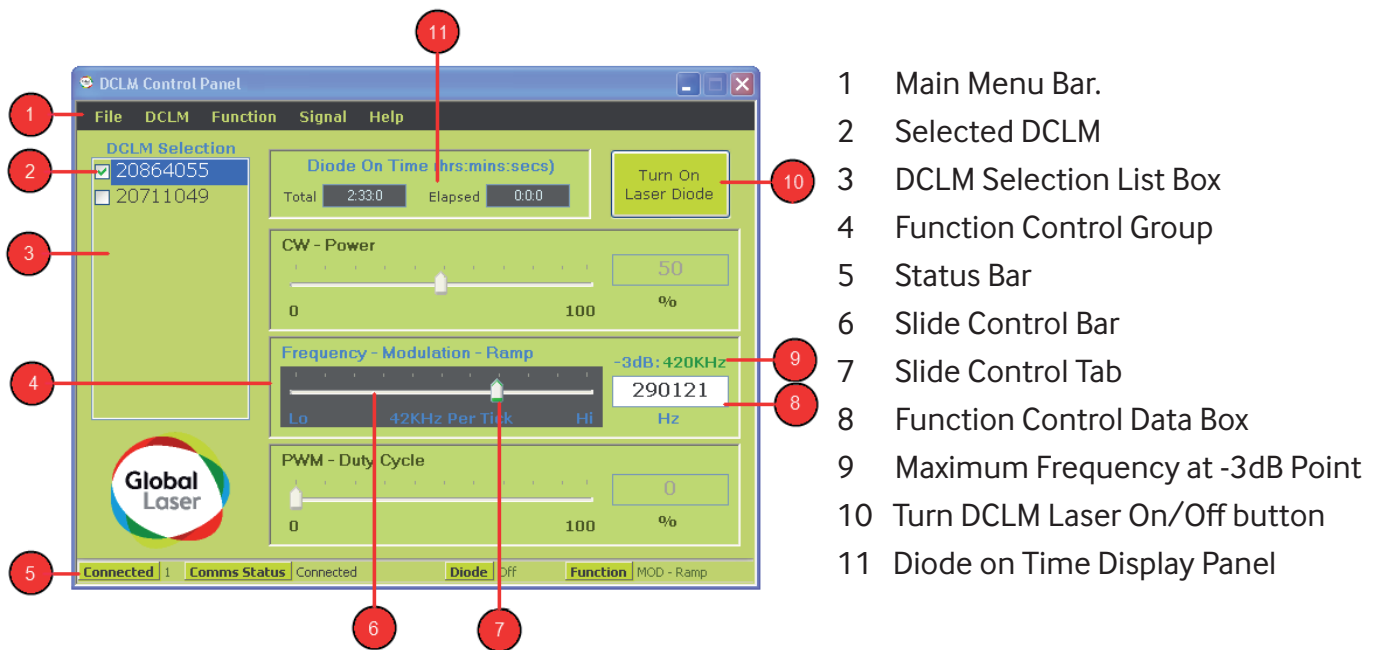 11
DCLM Control Panel
1
File DCLM Function Signal Help
DCLM Selection
2
20864055
20711049
3
Diode On Time (hrs:mins:secs)
Total 2:33:0 Elapsed 0:0:0
Turn On
Laser Diode
10
CW - Power
50
%
0 100
4
Frequency - Modulation - Ramp
-3dB: 420KHz
9
290121
8
Lo 42KHz Per Tick Hi
Hz
PWM - Duty Cycle
0
%
0 100
Global
Laser
5
Connected 1 Comms Status Connected Diode Off Function MOD - Ramp
6
7
1 Main Menu Bar.
2 Selected DCLM
3 DCLM Selection List Box
4 Function Control Group
5 Status Bar
6 Slide Control Bar
7 Slide Control Tab
8 Function Control Data Box
9 Maximum Frequency at -3dB Point
10 Turn DCLM Laser On/Off button
11 Diode on Time Display Panel